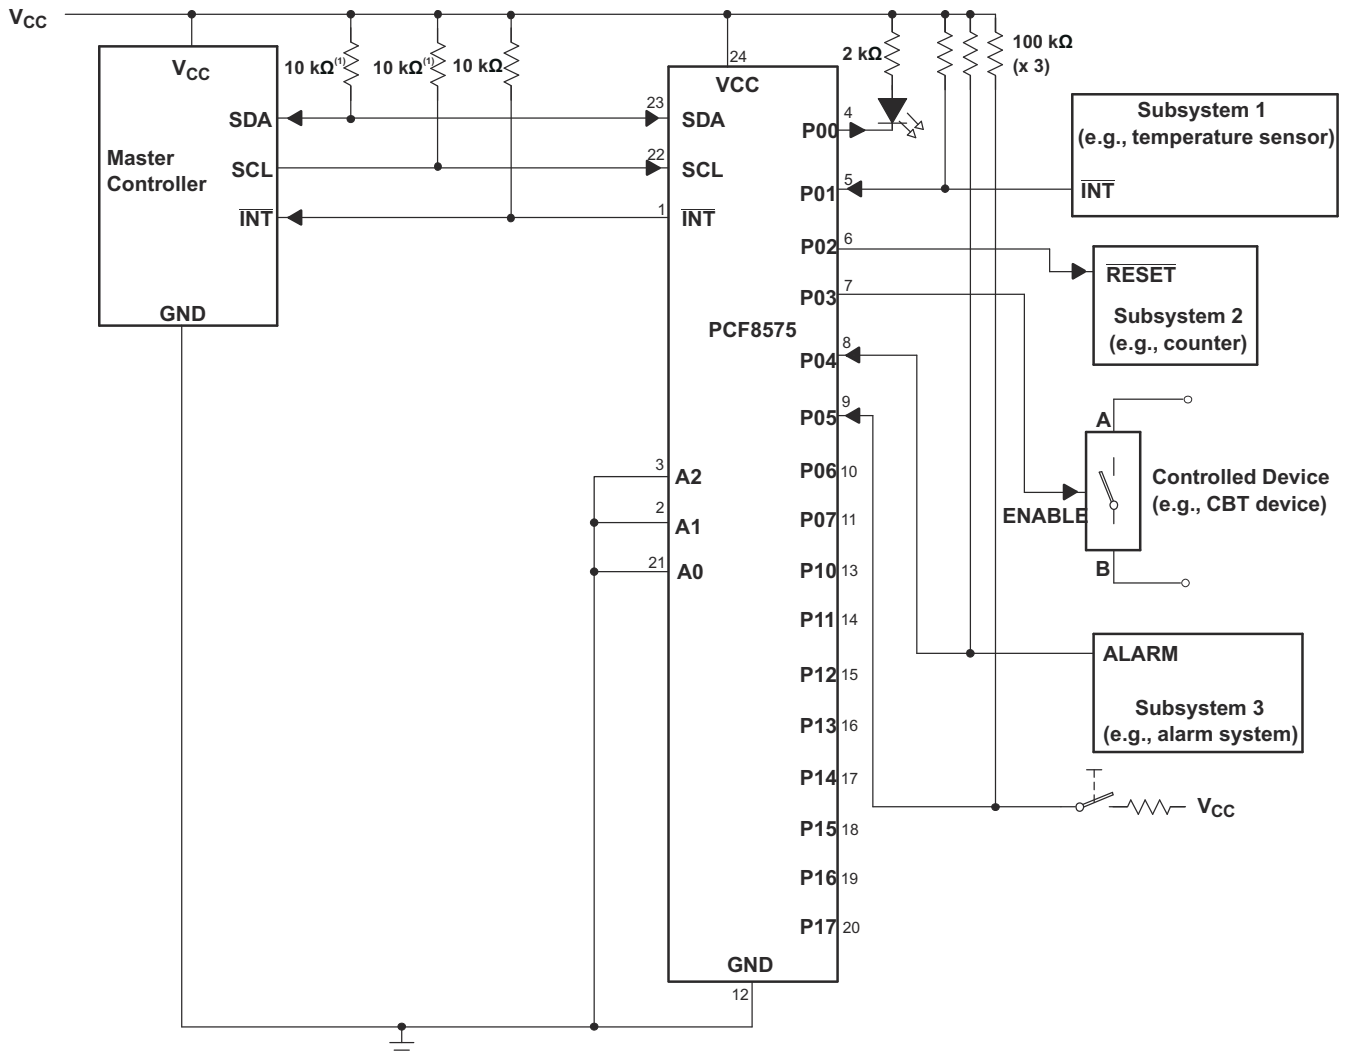 VCC
VCC
SDA
SCL
INT
Master
Controller
GND
10 kΩ(1)
10 kΩ(1)
10 kΩ
24
VCC
23
SDA
22
SCL
1
INT
PCF8575
3
A2
2
A1
21
A0
GND
12
P00
4
P01
5
P02
6
P03
7
P04
8
P05
9
P06
10
P07
11
P10
13
P11
14
P12
15
P13
16
P14
17
P15
18
P16
19
P17
20
2 kΩ
100 kΩ
(x 3)
Subsystem 1
(e.g., temperature sensor)
INT
RESET
Subsystem 2
(e.g., counter)
A
ENABLE
B
Controlled Device
(e.g., CBT device)
ALARM
Subsystem 3
(e.g., alarm system)
VCC